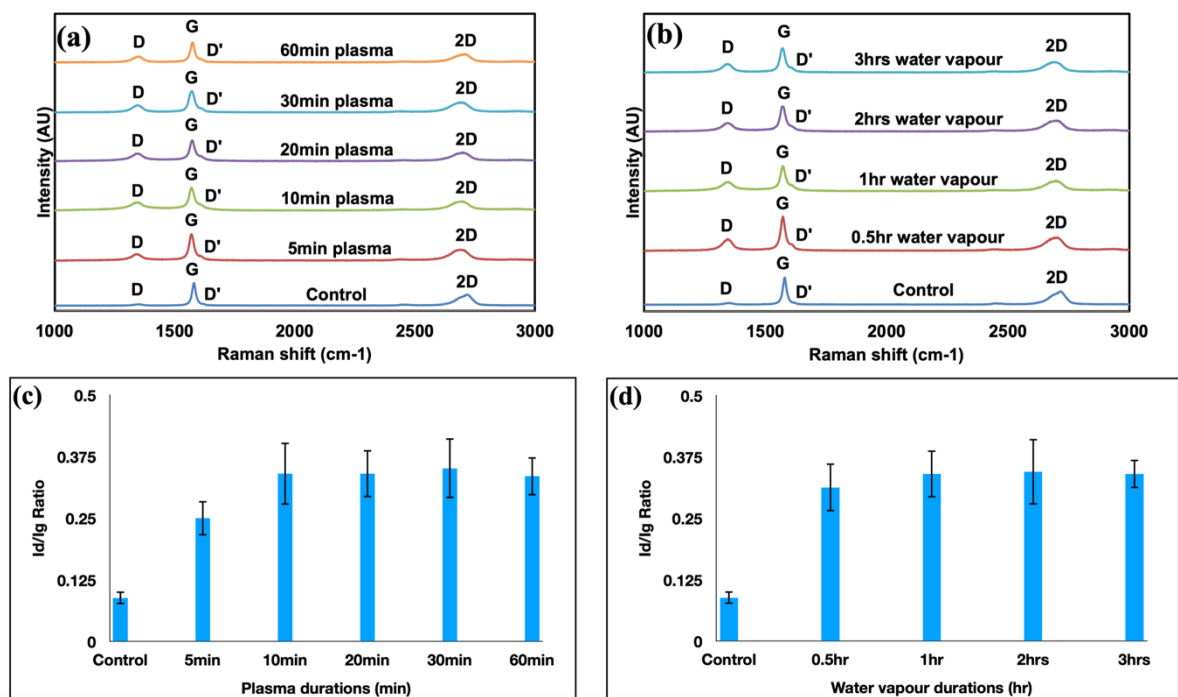 (a)
G
D
D'
60min plasma
2D
G
D
D'
30min plasma
2D
G
D
D'
20min plasma
2D
G
D
D'
10min plasma
2D
G
D
D'
5min plasma
2D
G
D
D'
Control
2D
Intensity (AU)
1000 1500 2000 2500 3000
Raman shift (cm-1)
(b)
G
D
D'
3hrs water vapour
2D
G
D
D'
2hrs water vapour
2D
G
D
D'
1hr water vapour
2D
G
D
D'
0.5hr water vapour
2D
G
D
D'
Control
2D
Intensity (AU)
1000 1500 2000 2500 3000
Raman shift (cm-1)
(c)
0.5
0.375
0.25
0.125
0
Id/Ig Ratio
Control 5min 10min 20min 30min 60min
Plasma durations (min)
(d)
0.5
0.375
0.25
0.125
0
Id/Ig Ratio
Control 0.5hr 1hr 2hrs 3hrs
Water vapour durations (hr)